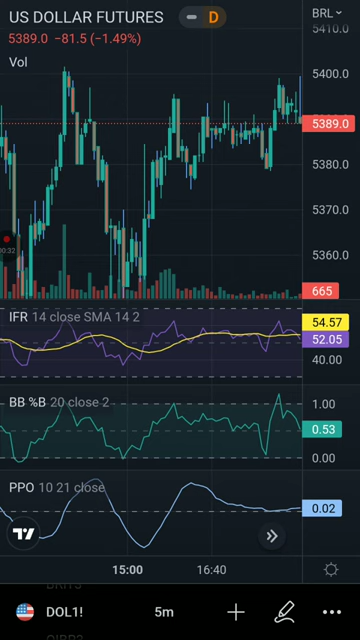 US DOLLAR FUTURES D BRL
5389.0 −81.5 (−1.49%)
5410.0
Vol
5400.0
5389.0
5380.0
5370.0
5360.0
665
IFR 14 close SMA 14 2
54.57
52.05
40.00
BB %B 20 close 2
1.00
0.53
0.00
PPO 10 21 close
0.02
15:00 16:40
DOL1! 5m